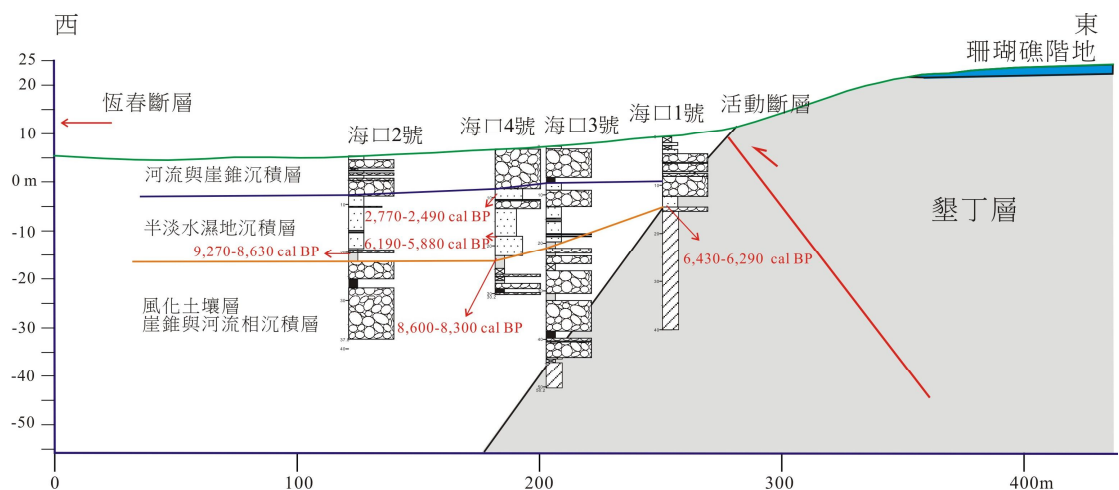 西
東
珊瑚礁階地
25
20
10
0 m
-10
-20
-30
-40
-50
恆春斷層
海口2號
海口4號
海口3號
海口1號
活動斷層
河流與崖錐沉積層
半淡水濕地沉積層
2,770-2,490 cal BP
6,190-5,880 cal BP
9,270-8,630 cal BP
6,430-6,290 cal BP
8,600-8,300 cal BP
風化土壤層
崖錐與河流相沉積層
墾丁層
0
100
200
300
400m